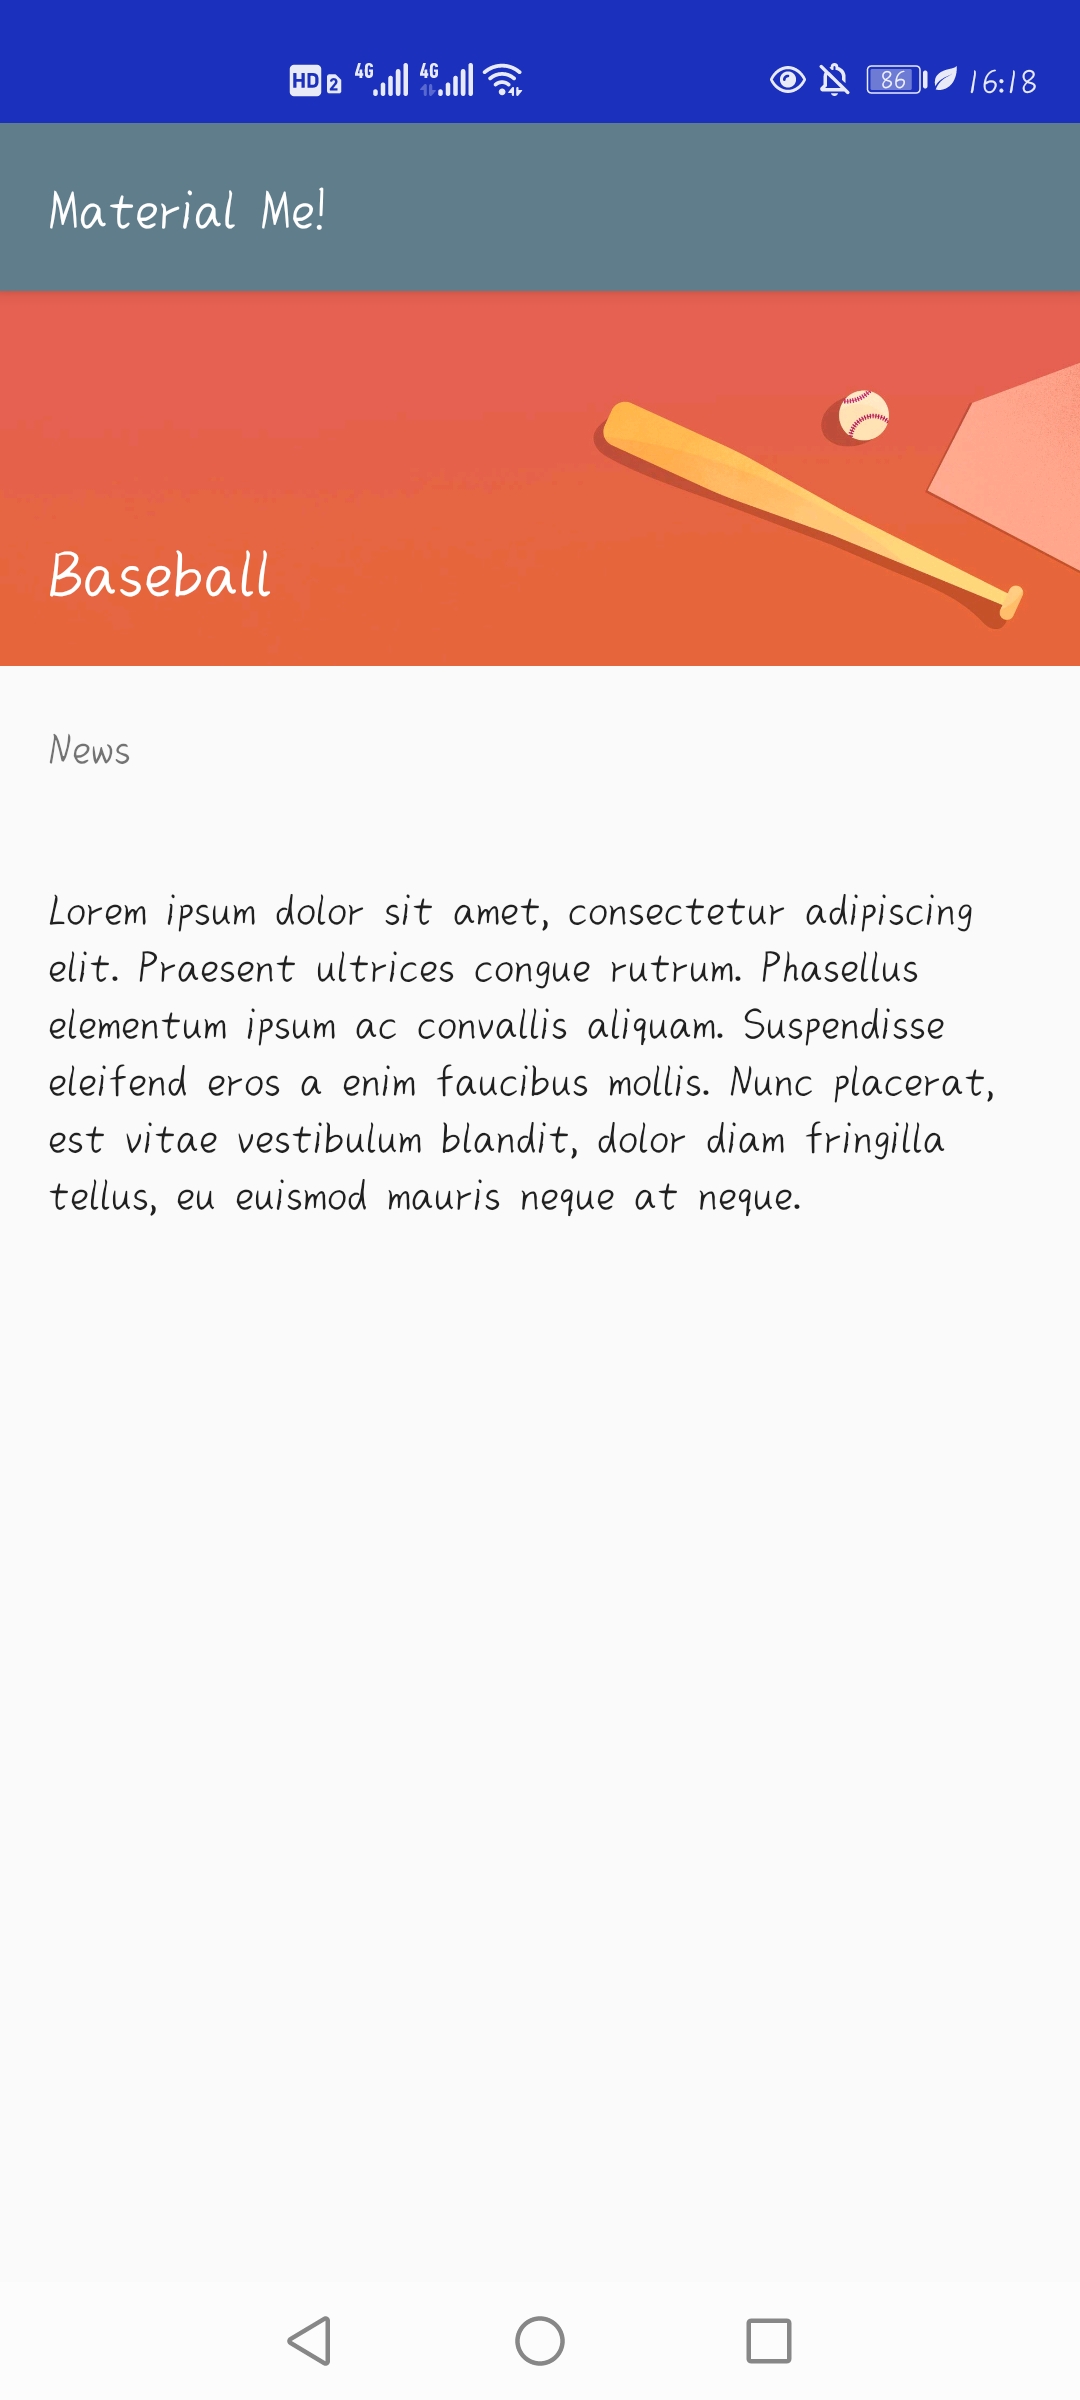 HD 2 4G 4G 86 16:18
Material Me!
Baseball
News
Lorem ipsum dolor sit amet, consectetur adipiscing
elit. Praesent ultrices congue rutrum. Phasellus
elementum ipsum ac convallis aliquam. Suspendisse
eleifend eros a enim faucibus mollis. Nunc placerat,
est vitae vestibulum blandit, dolor diam fringilla
tellus, eu euismod mauris neque at neque.